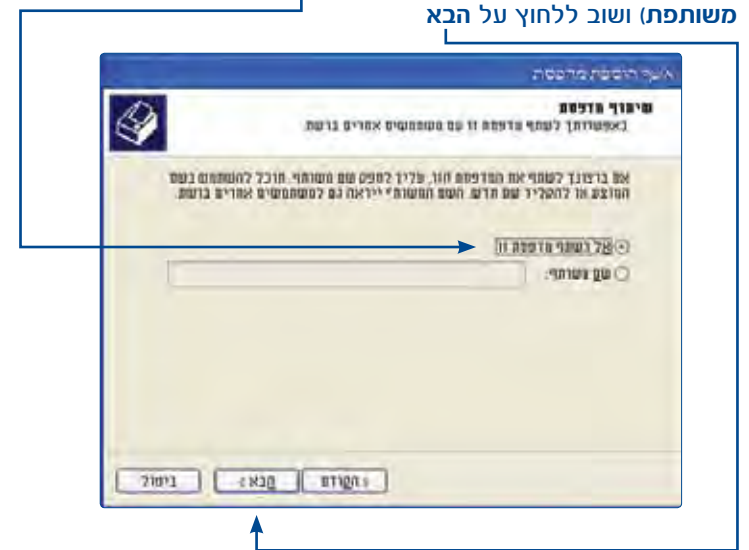 משותפת) ושוב ללחוץ על הבא
אשף הוספת מדפסת
שיתוף מדפסת
באפשרותך לשתף מדפסת זו עם משתמשים אחרים ברשת.
אם ברצונך לשתף את המדפסת הזו, עליך לספק שם משותף. תוכל להשתמש בשם
המוצע או להקליד שם חדש. השם המשותף ייראה גם למשתמשים אחרים ברשת.
אל תשתף מדפסת זו
שם משותף:
< הקודם
הבא >
ביטול